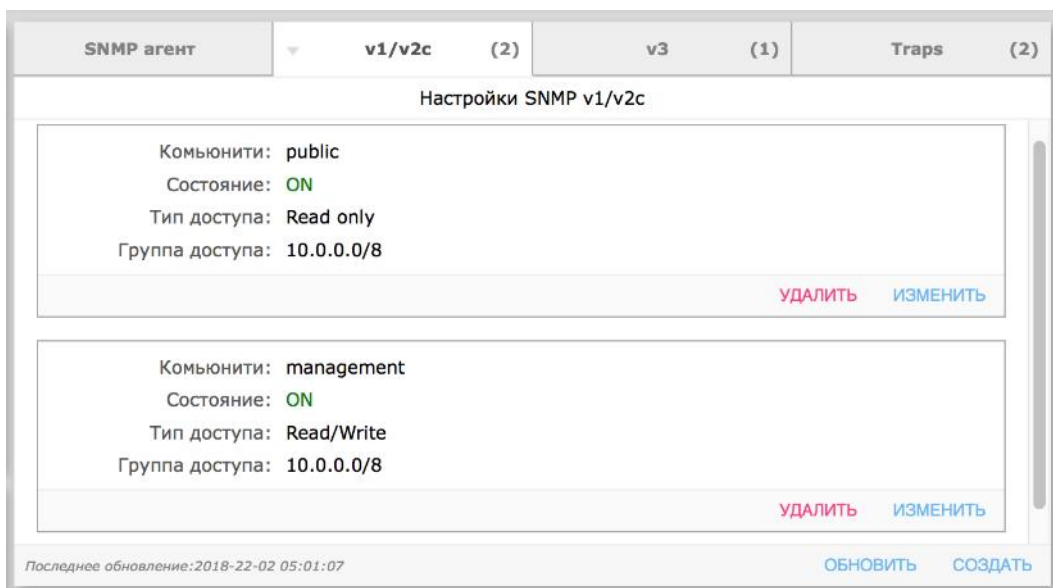 SNMP агент v1/v2c (2) v3 (1) Traps (2)
Настройки SNMP v1/v2c
Комьюнити: public
Состояние: ON
Тип доступа: Read only
Группа доступа: 10.0.0.0/8
УДАЛИТЬ ИЗМЕНИТЬ
Комьюнити: management
Состояние: ON
Тип доступа: Read/Write
Группа доступа: 10.0.0.0/8
УДАЛИТЬ ИЗМЕНИТЬ
Последнее обновление:2018-22-02 05:01:07 ОБНОВИТЬ СОЗДАТЬ